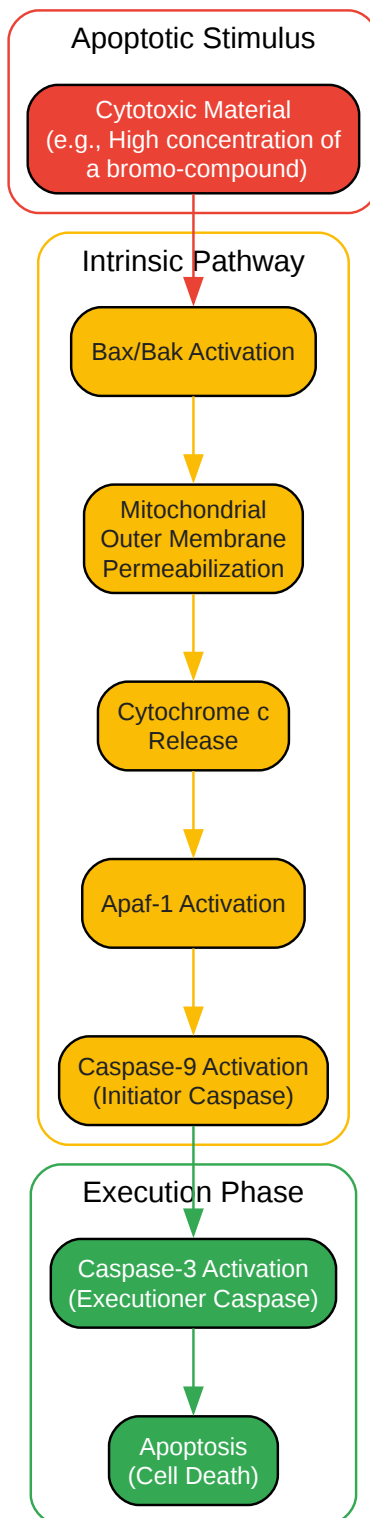 Apoptotic Stimulus
Cytotoxic Material
(e.g., High concentration of
a bromo-compound)
Intrinsic Pathway
Bax/Bak Activation
Mitochondrial
Outer Membrane
Permeabilization
Cytochrome c
Release
Apaf-1 Activation
Caspase-9 Activation
(Initiator Caspase)
Execution Phase
Caspase-3 Activation
(Executioner Caspase)
Apoptosis
(Cell Death)